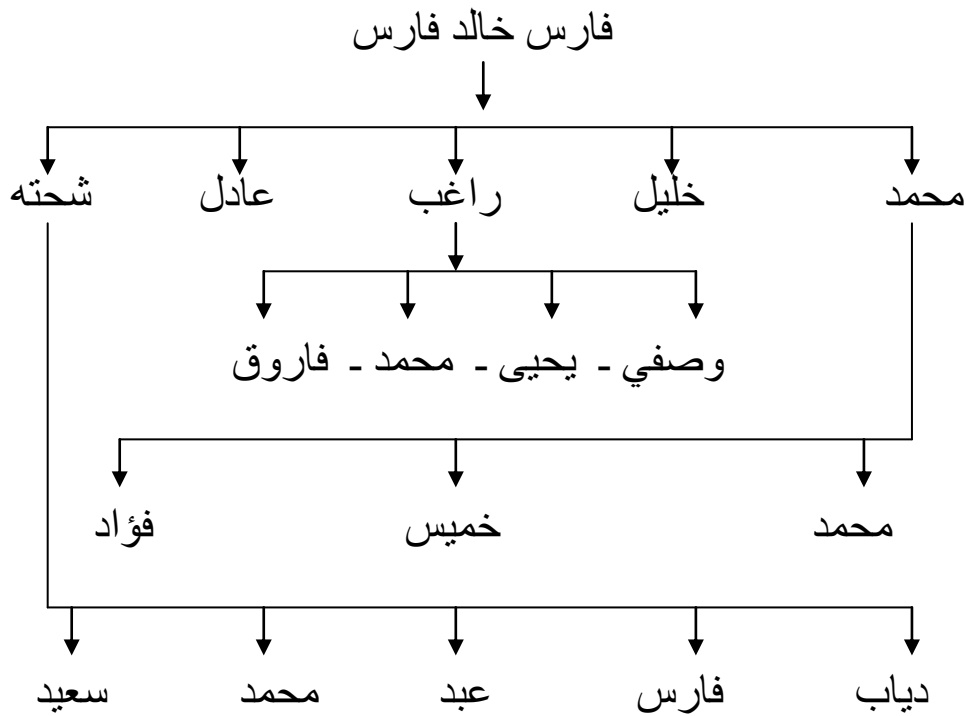 فارس خالد فارس
محمد خليل راغب عادل شحته
وصفي - يحيى - محمد - فاروق
محمد خميس فؤاد
دياب فارس عبد محمد سعيد